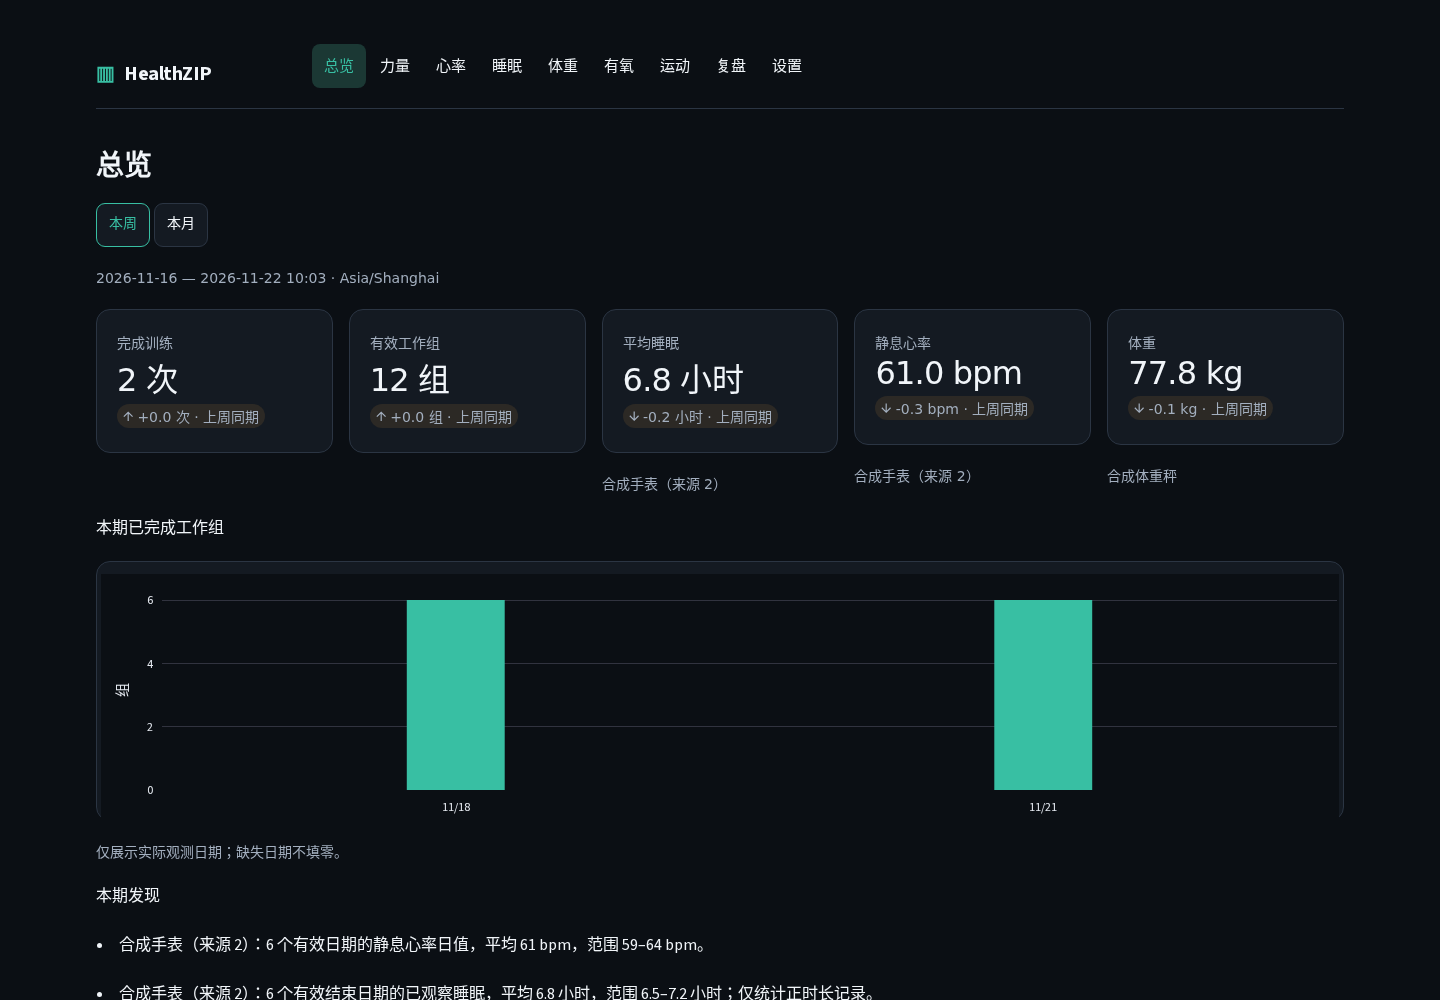 HealthZIP
总览 力量 心率 睡眠 体重 有氧 运动 复盘 设置
总览
本周 本月
2026-11-16 — 2026-11-22 10:03 · Asia/Shanghai
完成训练
2 次
↑ +0.0 次 · 上周同期
有效工作组
12 组
↑ +0.0 组 · 上周同期
平均睡眠
6.8 小时
↓ -0.2 小时 · 上周同期
合成手表（来源 2）
静息心率
61.0 bpm
↓ -0.3 bpm · 上周同期
合成手表（来源 2）
体重
77.8 kg
↓ -0.1 kg · 上周同期
合成体重秤
本期已完成工作组
组
6
4
2
0
11/18 11/21
仅展示实际观测日期；缺失日期不填零。
本期发现
• 合成手表（来源 2）：6 个有效日期的静息心率日值，平均 61 bpm，范围 59–64 bpm。
• 合成手表（来源 2）：6 个有效结束日期的已观察睡眠，平均 6.8 小时，范围 6.5–7.2 小时；仅统计正时长记录。